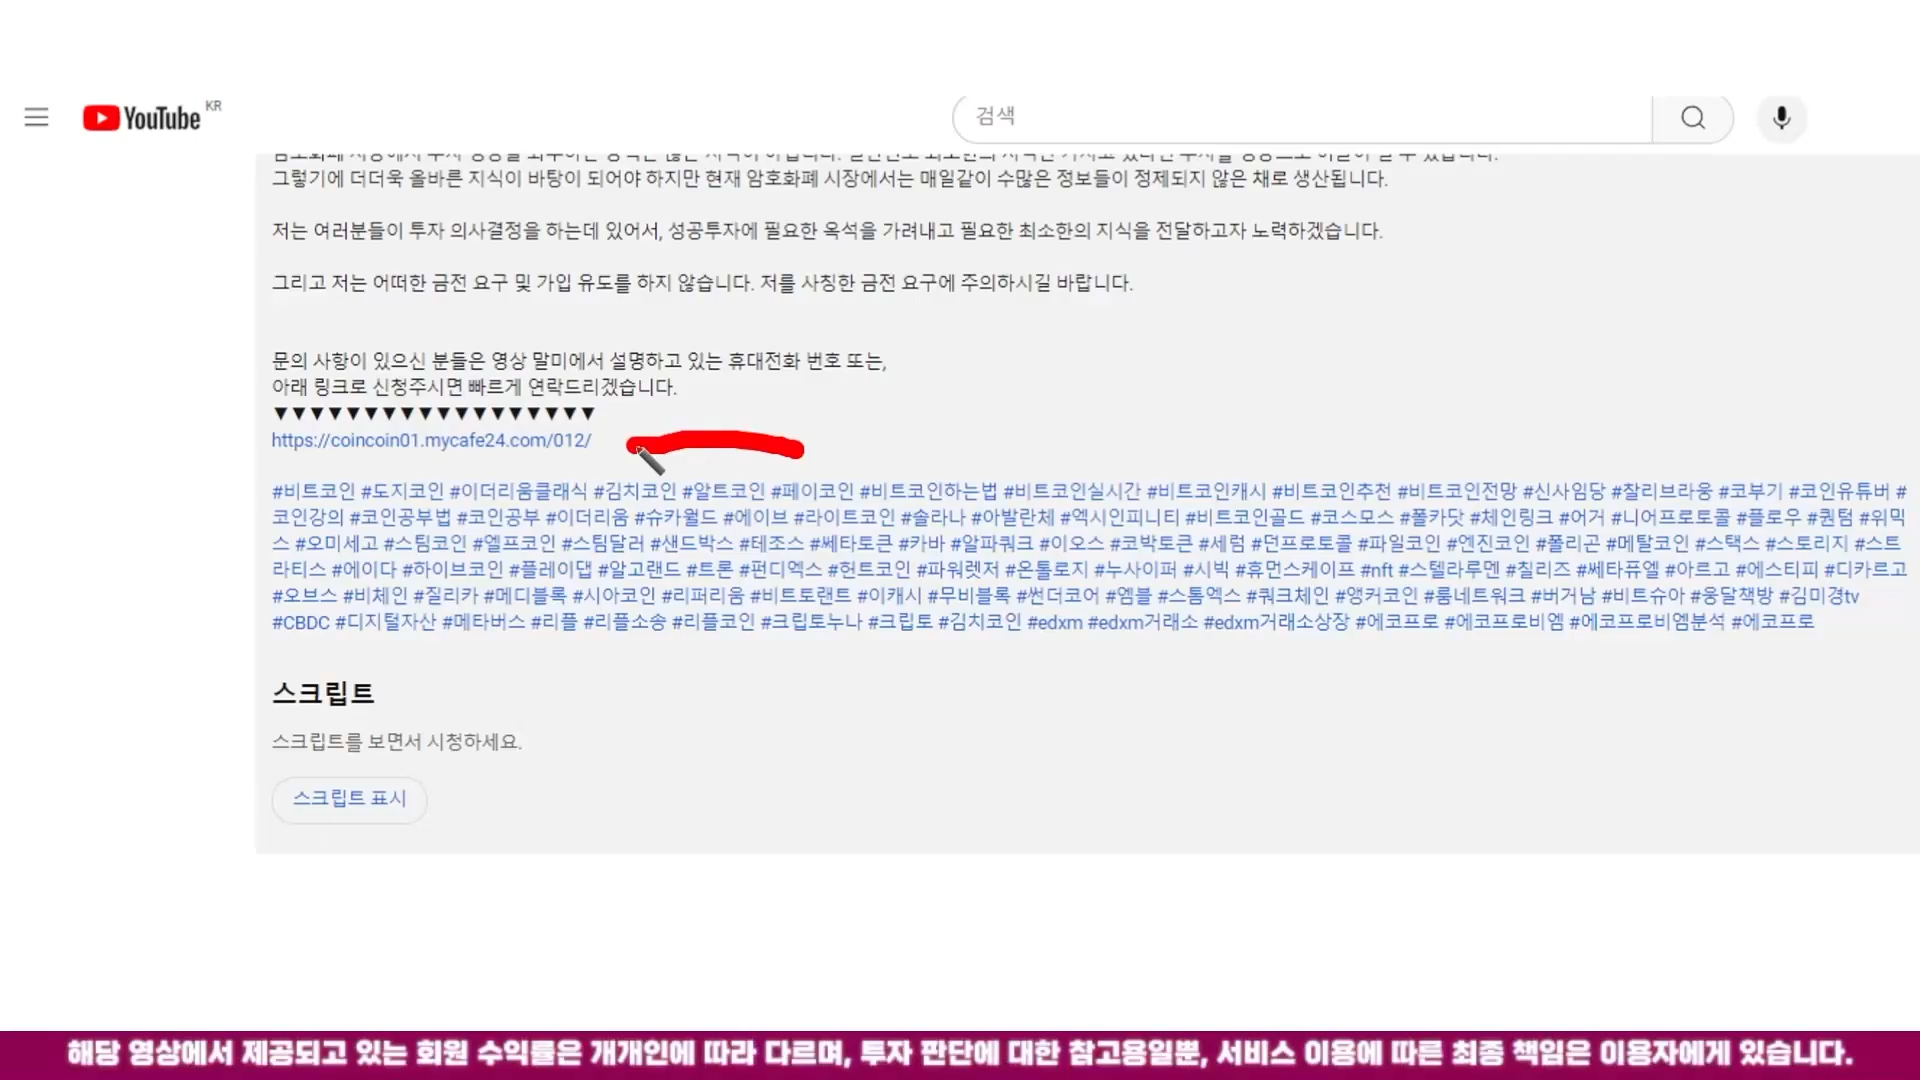 YouTube KR
검색
그렇기에 더더욱 올바른 지식이 바탕이 되어야 하지만 현재 암호화폐 시장에서는 매일같이 수많은 정보들이 정제되지 않은 채로 생산됩니다.
저는 여러분들이 투자 의사결정을 하는데 있어서, 성공투자에 필요한 옥석을 가려내고 필요한 최소한의 지식을 전달하고자 노력하겠습니다.
그리고 저는 어떠한 금전 요구 및 가입 유도를 하지 않습니다. 저를 사칭한 금전 요구에 주의하시길 바랍니다.
문의 사항이 있으신 분들은 영상 말미에서 설명하고 있는 휴대전화 번호 또는,
아래 링크로 신청주시면 빠르게 연락드리겠습니다.
▼▼▼▼▼▼▼▼▼▼▼▼▼▼▼▼▼▼
https://coincoin01.mycafe24.com/012/
#비트코인 #도지코인 #이더리움클래식 #김치코인 #알트코인 #페이코인 #비트코인하는법 #비트코인실시간 #비트코인캐시 #비트코인추천 #비트코인전망 #신사임당 #찰리브라웅 #코부기 #코인유튜버 #
코인강의 #코인공부법 #코인공부 #이더리움 #슈카월드 #에이브 #라이트코인 #솔라나 #아발란체 #엑시인피니티 #비트코인골드 #코스모스 #폴카닷 #체인링크 #어거 #니어프로토콜 #플로우 #퀀텀 #위믹
스 #오미세고 #스팀코인 #엘프코인 #스팀달러 #샌드박스 #테조스 #쎄타토큰 #카바 #알파쿼크 #이오스 #코박토큰 #세럼 #던프로토콜 #파일코인 #엔진코인 #폴리곤 #메탈코인 #스택스 #스토리지 #스트
라티스 #에이다 #하이브코인 #플레이댑 #알고랜드 #트론 #펀디엑스 #헌트코인 #파워렛저 #온톨로지 #누사이퍼 #시빅 #휴먼스케이프 #nft #스텔라루멘 #칠리즈 #쎄타퓨엘 #아르고 #에스티피 #디카르고
#오브스 #비체인 #질리카 #메디블록 #시아코인 #리퍼리움 #비트토랜트 #이캐시 #무비블록 #썬더코어 #엠블 #스톰엑스 #쿼크체인 #앵커코인 #룸네트워크 #버거남 #비트슈아 #웅달책방 #김미경tv
#CBDC #디지털자산 #메타버스 #리플 #리플소송 #리플코인 #크립토누나 #크립토 #김치코인 #edxm #edxm거래소 #edxm거래소상장 #에코프로 #에코프로비엠 #에코프로비엠분석 #에코프로
스크립트
스크립트를 보면서 시청하세요.
스크립트 표시
해당 영상에서 제공되고 있는 회원 수익률은 개개인에 따라 다르며, 투자 판단에 대한 참고용일뿐, 서비스 이용에 따른 최종 책임은 이용자에게 있습니다.